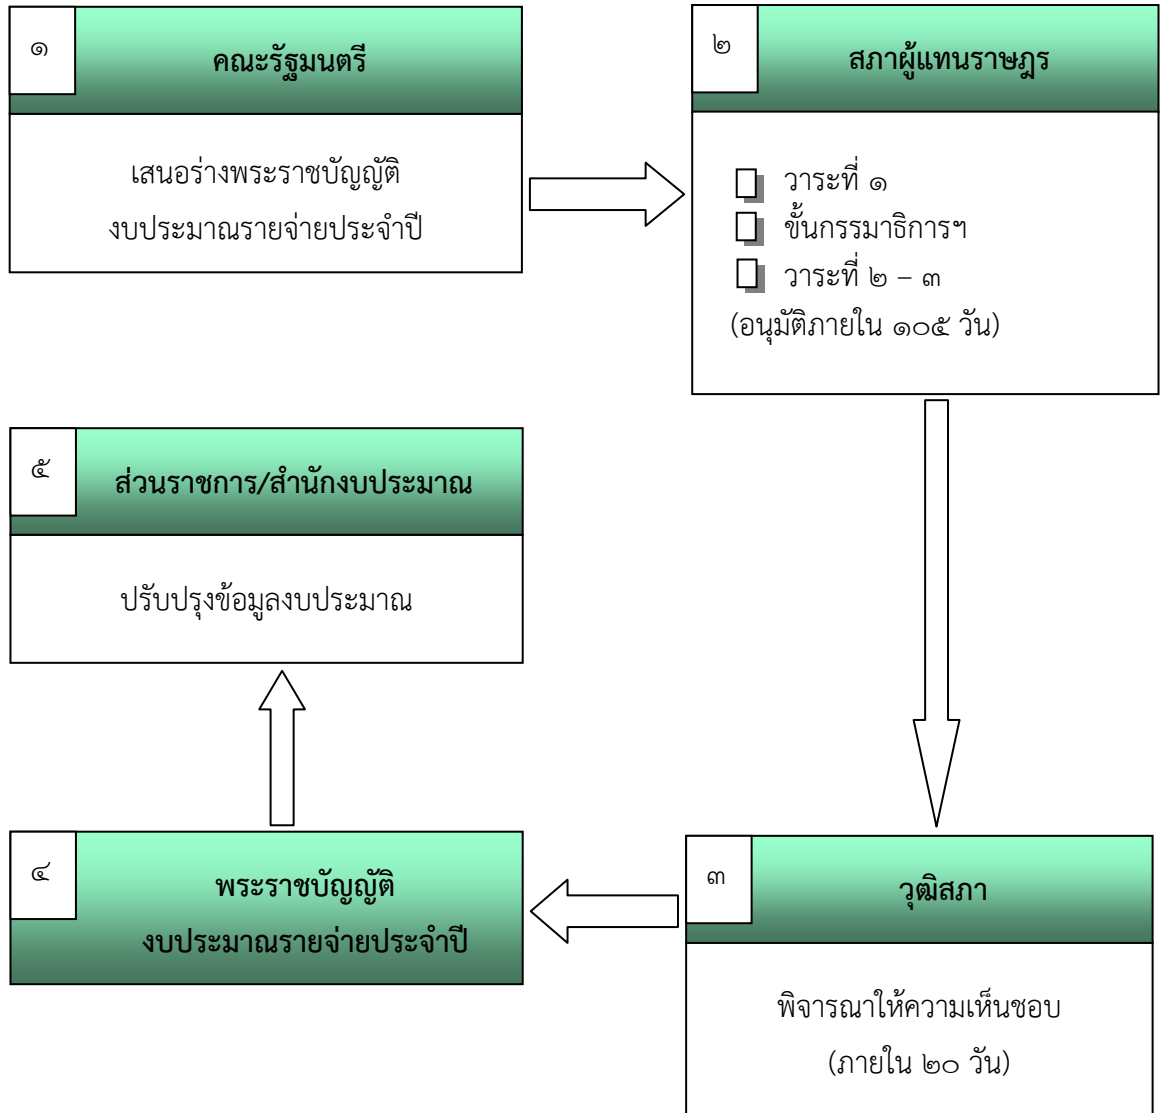 ๑
คณะรัฐมนตรี
เสนอร่างพระราชบัญญัติ
งบประมาณรายจ่ายประจำปี
๒
สภาผู้แทนราษฎร
วาระที่ ๑
ขั้นกรรมาธิการฯ
วาระที่ ๒ – ๓
(อนุมัติภายใน ๑๐๕ วัน)
๓
วุฒิสภา
พิจารณาให้ความเห็นชอบ
(ภายใน ๒๐ วัน)
๔
พระราชบัญญัติ
งบประมาณรายจ่ายประจำปี
๕
ส่วนราชการ/สำนักงบประมาณ
ปรับปรุงข้อมูลงบประมาณ